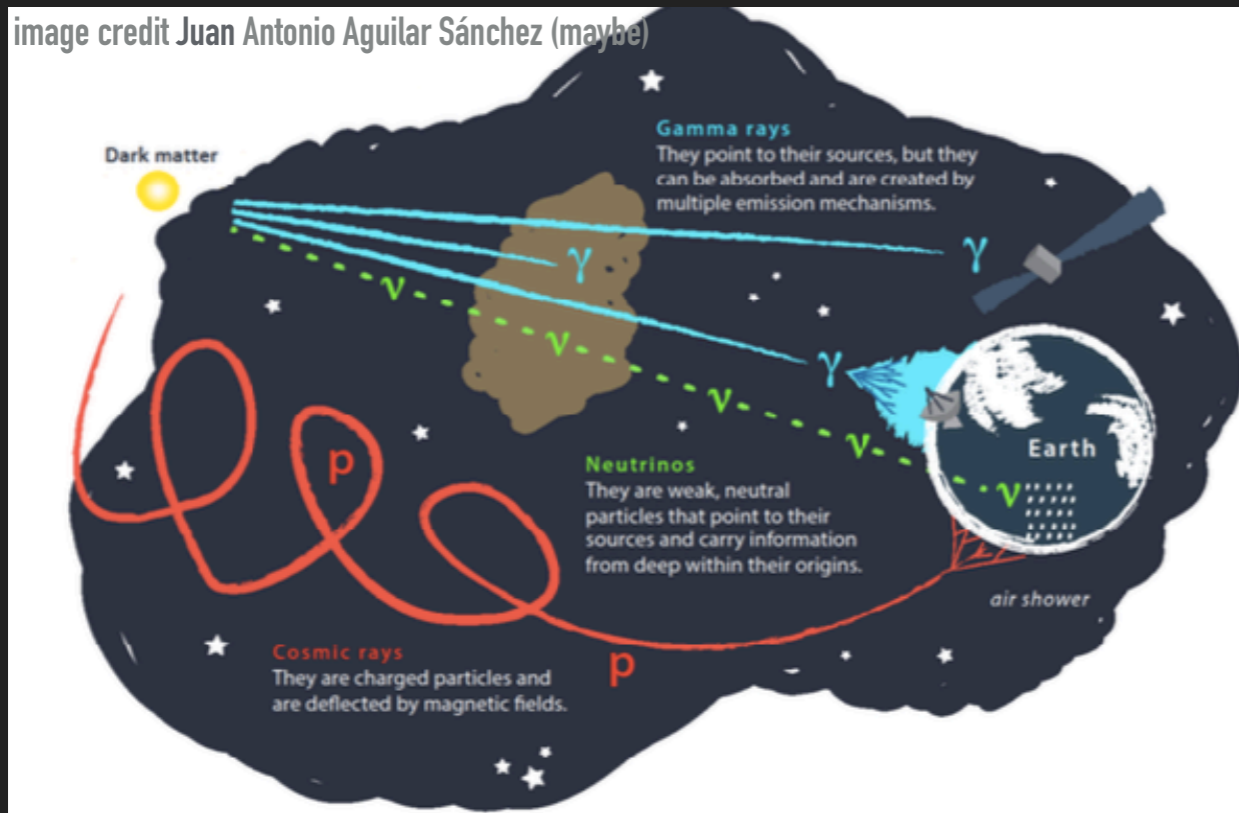 image credit Juan Antonio Aguilar Sánchez (maybe)
Dark matter
Gamma rays
They point to their sources, but they
can be absorbed and are created by
multiple emission mechanisms.
γ
γ
γ
ν
ν
ν
ν
ν
Earth
Neutrinos
They are weak, neutral
particles that point to their
sources and carry information
from deep within their origins.
air shower
p
p
Cosmic rays
They are charged particles and
are deflected by magnetic fields.